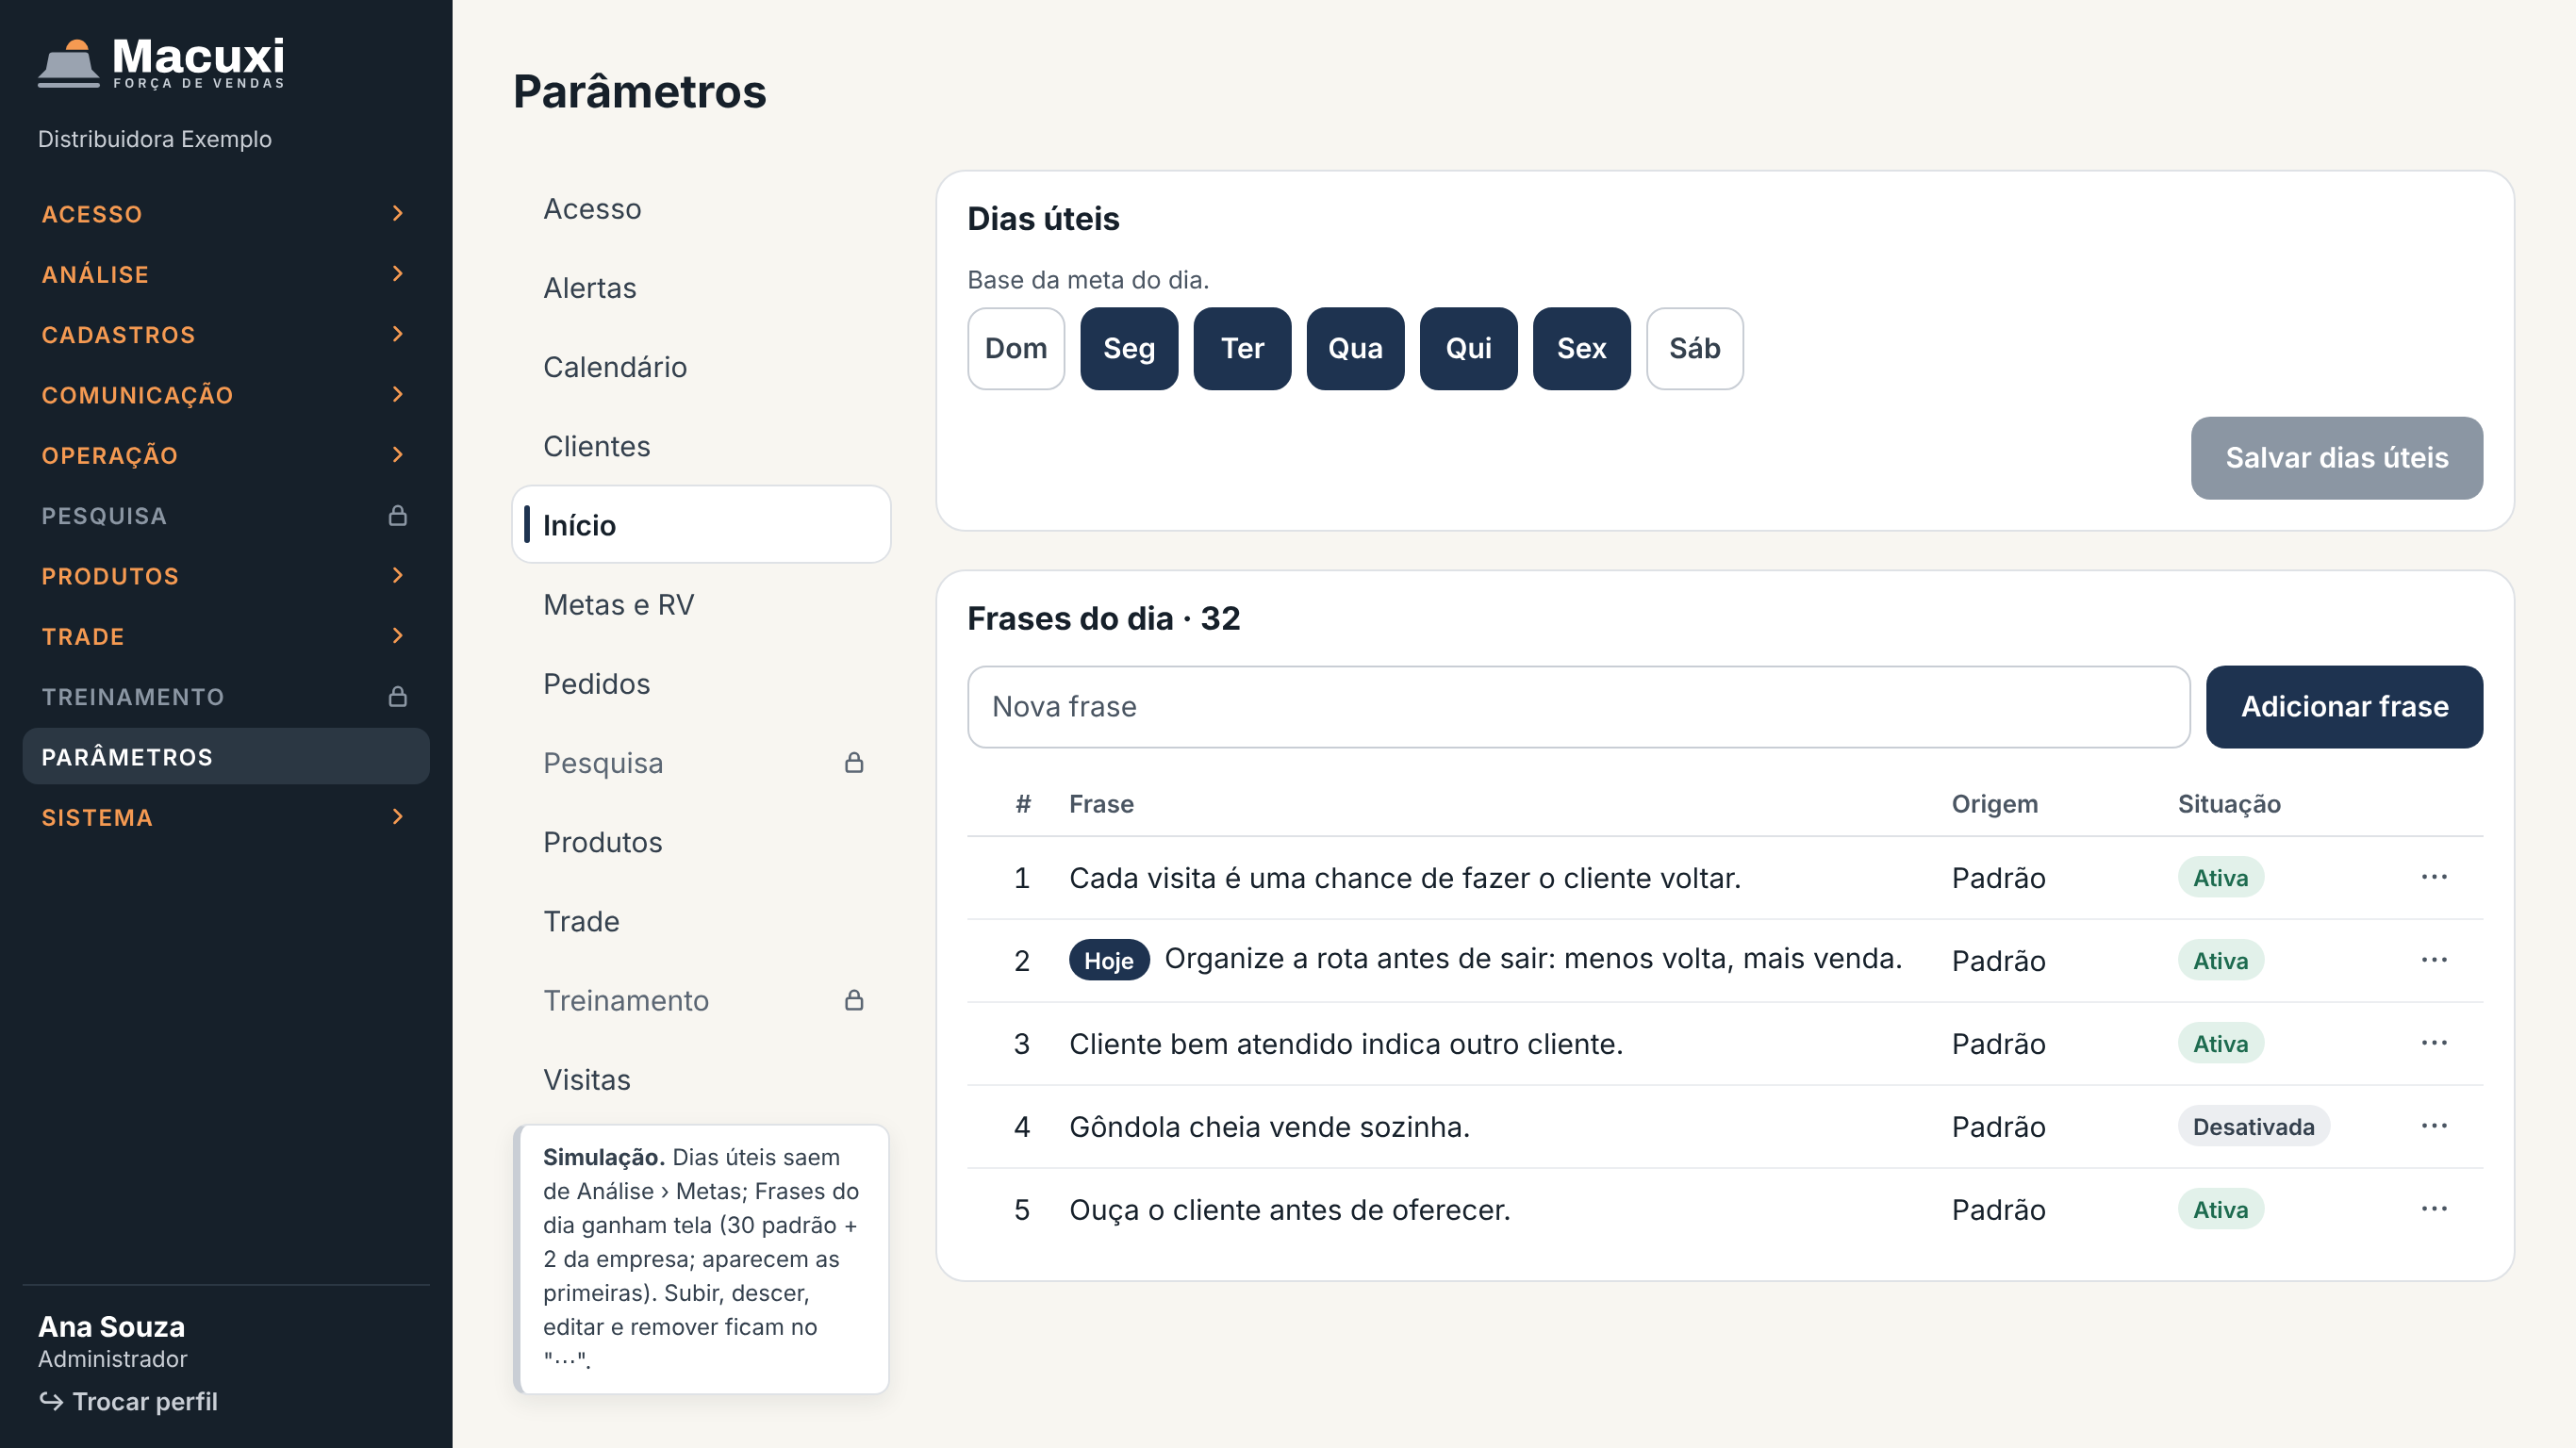 Macuxi
FORÇA DE VENDAS
Distribuidora Exemplo
ACESSO
ANÁLISE
CADASTROS
COMUNICAÇÃO
OPERAÇÃO
PESQUISA
PRODUTOS
TRADE
TREINAMENTO
PARÂMETROS
SISTEMA
Ana Souza
Administrador
Trocar perfil
Parâmetros
Acesso
Alertas
Calendário
Clientes
Início
Metas e RV
Pedidos
Pesquisa
Produtos
Trade
Treinamento
Visitas
Simulação. Dias úteis saem
de Análise › Metas; Frases do
dia ganham tela (30 padrão +
2 da empresa; aparecem as
primeiras). Subir, descer,
editar e remover ficam no
"···".
Dias úteis
Base da meta do dia.
Dom Seg Ter Qua Qui Sex Sáb
Salvar dias úteis
Frases do dia · 32
Nova frase Adicionar frase
# Frase Origem Situação
1 Cada visita é uma chance de fazer o cliente voltar. Padrão Ativa ···
2 Hoje Organize a rota antes de sair: menos volta, mais venda. Padrão Ativa ···
3 Cliente bem atendido indica outro cliente. Padrão Ativa ···
4 Gôndola cheia vende sozinha. Padrão Desativada ···
5 Ouça o cliente antes de oferecer. Padrão Ativa ···